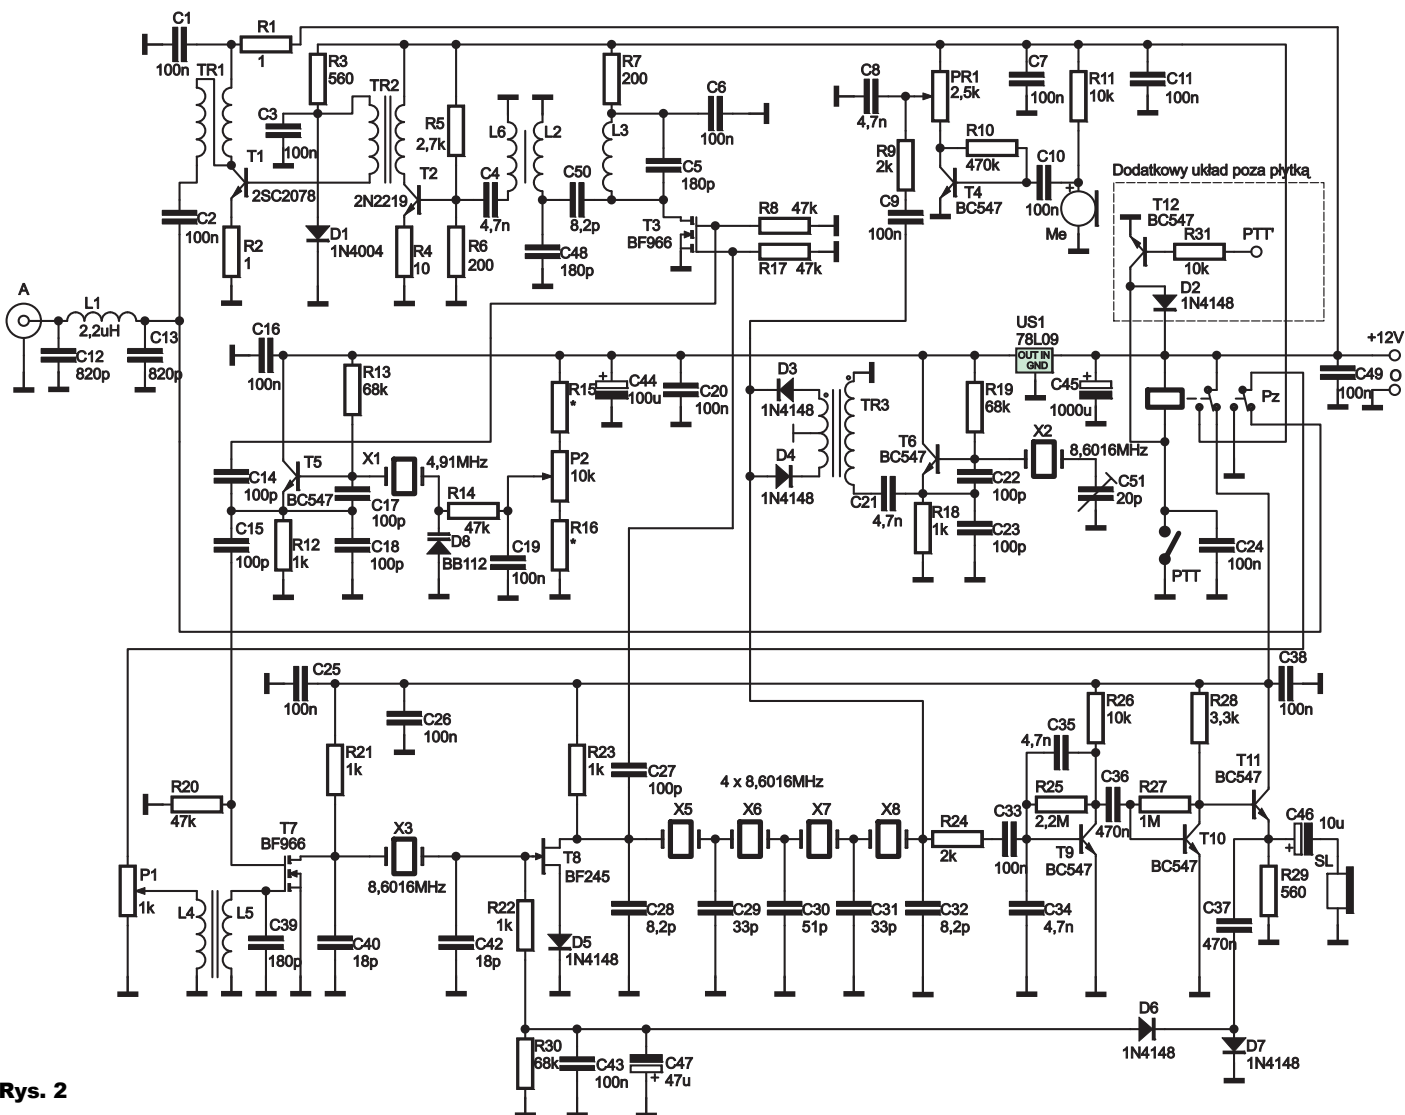 C1
100n
R1
1
TR1
R3
560
C3
100n
TR2
T1
2SC2078
R5
2,7k
T2
2N2219
C4
4,7n
L6
L2
C50
8,2p
R7
200
L3
C6
100n
C5
180p
T3
BF966
R8 47k
R17 47k
C8
4,7n
PR1
2,5k
R9
2k
C9
100n
R10
470k
T4
BC547
C10
100n
C7
100n
R11
10k
Me
+
C11
100n
Dodatkowy układ poza płytką
T12
BC547
R31
10k
PTT'
D2
1N4148
C2
100n
R2
1
D1
1N4004
R4
10
R6
200
C48
180p
A
L1
2,2uH
C12
820p
C13
820p
C16
100n
R13
68k
R15
*
+
C44
100u
C20
100n
D3
1N4148
TR3
D4
1N4148
US1
78L09
OUT IN
GND
R19
68k
+
C45
1000u
X2
8,6016MHz
T6
BC547
C22
100p
C51
20p
C21
4,7n
R18
1k
C23
100p
Pz
+12V
C49
100n
O
PTT
C24
100n
C14
100p
T5
BC547
X1
4,91MHz
C17
100p
R14
47k
P2
10k
C15
100p
R12
1k
C18
100p
D8
BB112
C19
100n
R16
*
C25
100n
C26
100n
R21
1k
R23
1k
C27
100p
4 x 8,6016MHz
X5
X6
X7
X8
R24
2k
C33
100n
C35
4,7n
R25
2,2M
R26
10k
C36
470n
R27
1M
R28
3,3k
C38
100n
T11
BC547
C46
10u
+
SL
T9
BC547
T10
BC547
R29
560
C37
470n
R20
47k
T7
BF966
X3
8,6016MHz
T8
BF245
P1
1k
L4
L5
C39
180p
C40
18p
C42
18p
R22
1k
D5
1N4148
C28
8,2p
C29
33p
C30
51p
C31
33p
C32
8,2p
C34
4,7n
D6
1N4148
D7
1N4148
R30
68k
C43
100n
C47
47u
+
Rys. 2